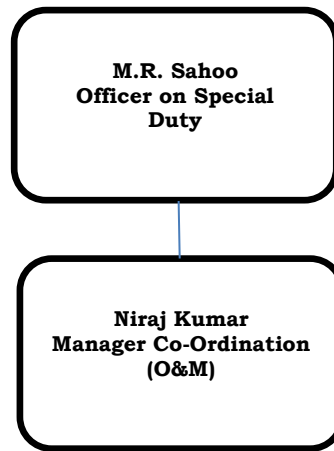 M.R. Sahoo
Officer on Special
Duty
Niraj Kumar
Manager Co-Ordination
(O&M)